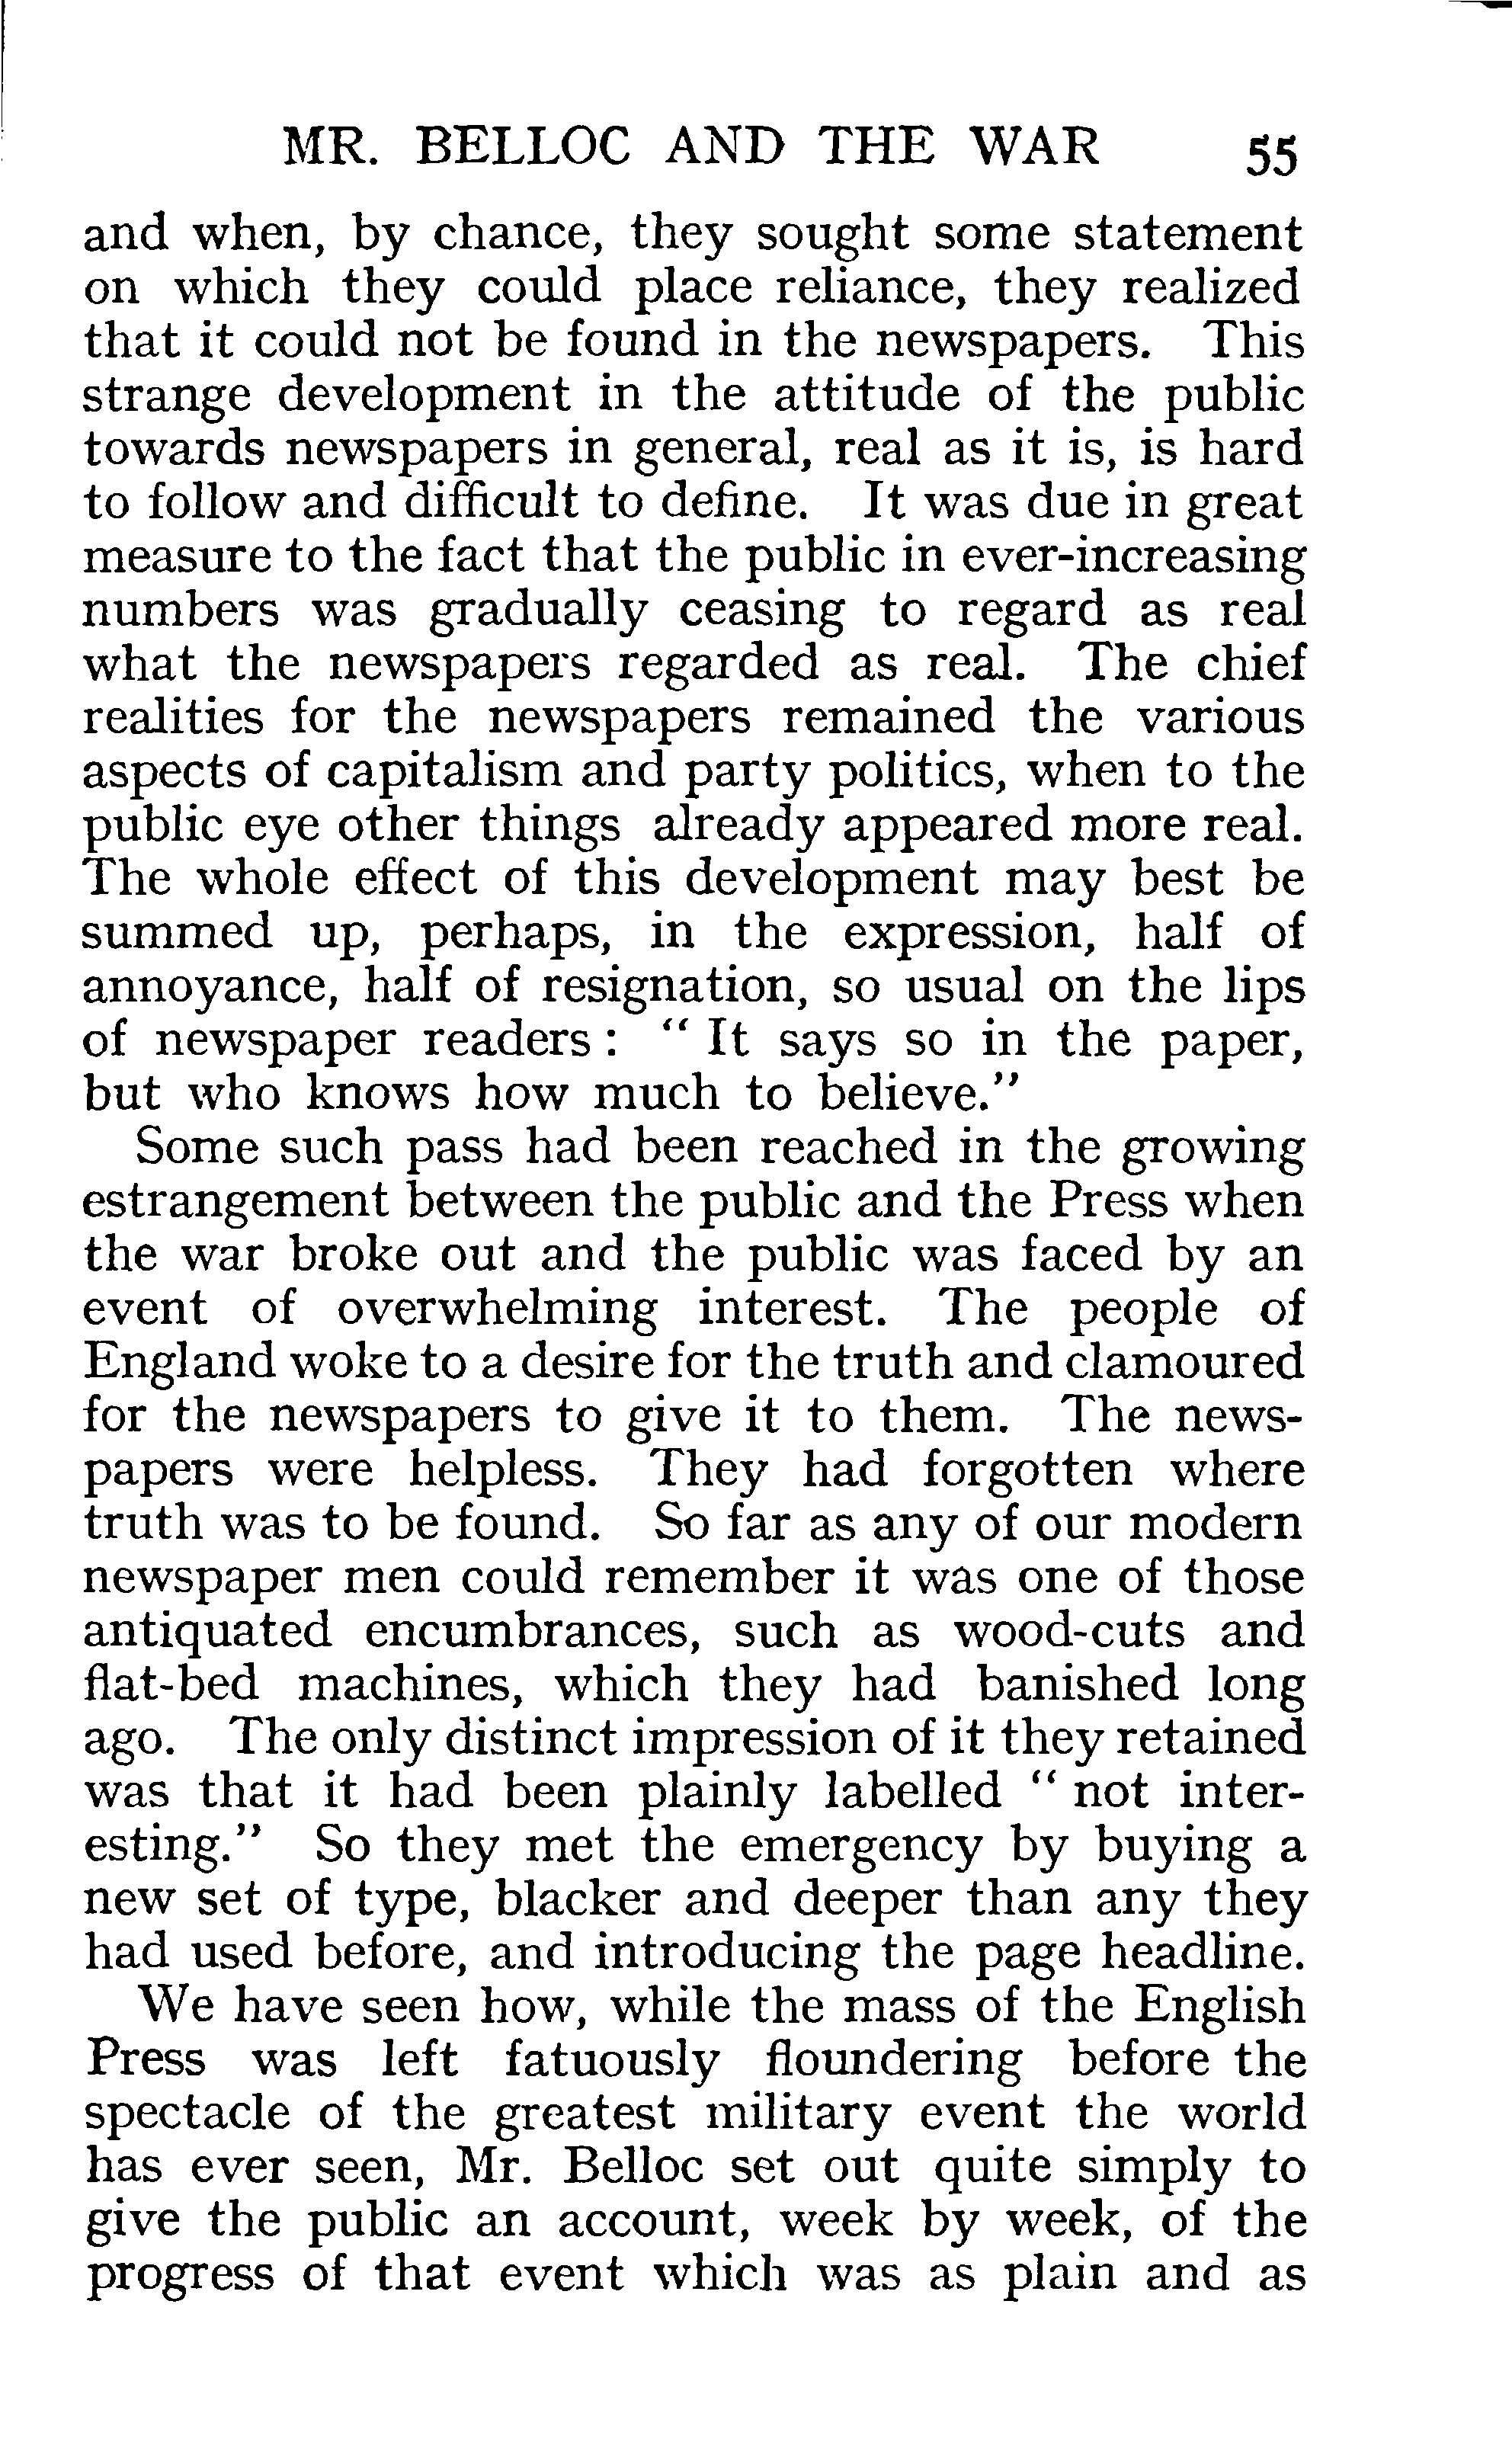 MR. BELLOC AND THE WAR 55
and when, by chance, they sought some statement
on which they could place reliance, they realized
that it could not be found in the newspapers. This
strange development in the attitude of the public
towards newspapers in general, real as it is, is hard
to follow and difficult to define. It was due in great
measure to the fact that the public in ever-increasing
numbers was gradually ceasing to regard as real
what the newspapers regarded as real. The chief
realities for the newspapers remained the various
aspects of capitalism and party politics, when to the
public eye other things already appeared more real.
The whole effect of this development may best be
summed up, perhaps, in the expression, half of
annoyance, half of resignation, so usual on the lips
of newspaper readers : " It says so in the paper,
but who knows how much to believe."
Some such pass had been reached in the growing
estrangement between the public and the Press when
the war broke out and the public was faced by an
event of overwhelming interest. The people of
England woke to a desire for the truth and clamoured
for the newspapers to give it to them. The news-
papers were helpless. They had forgotten where
truth was to be found. So far as any of our modern
newspaper men could remember it was one of those
antiquated encumbrances, such as wood-cuts and
flat-bed machines, which they had banished long
ago. The only distinct impression of it they retained
was that it had been plainly labelled " not inter-
esting." So they met the emergency by buying a
new set of type, blacker and deeper than any they
had used before, and introducing the page headline.
We have seen how, while the mass of the English
Press was left fatuously floundering before the
spectacle of the greatest military event the world
has ever seen, Mr. Belloc set out quite simply to
give the public an account, week by week, of the
progress of that event which was as plain and as